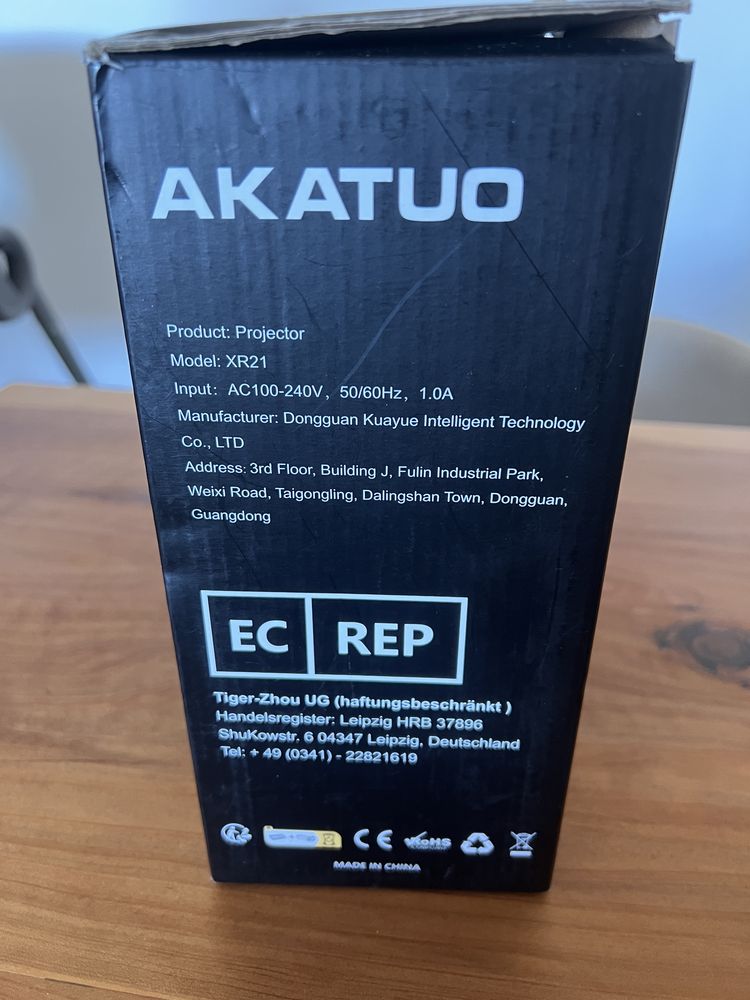 AKATUO
Product: Projector
Model: XR21
Input: AC100-240V, 50/60Hz, 1.0A
Manufacturer: Dongguan Kuayue Intelligent Technology
Co., LTD
Address: 3rd Floor, Building J, Fulin Industrial Park,
Weixi Road, Taigongling, Dalingshan Town, Dongguan,
Guangdong
EC REP
Tiger-Zhou UG (haftungsbeschränkt )
Handelsregister: Leipzig HRB 37896
ShuKowstr. 6 04347 Leipzig, Deutschland
Tel: + 49 (0341) - 22821619
CE RoHS
MADE IN CHINA